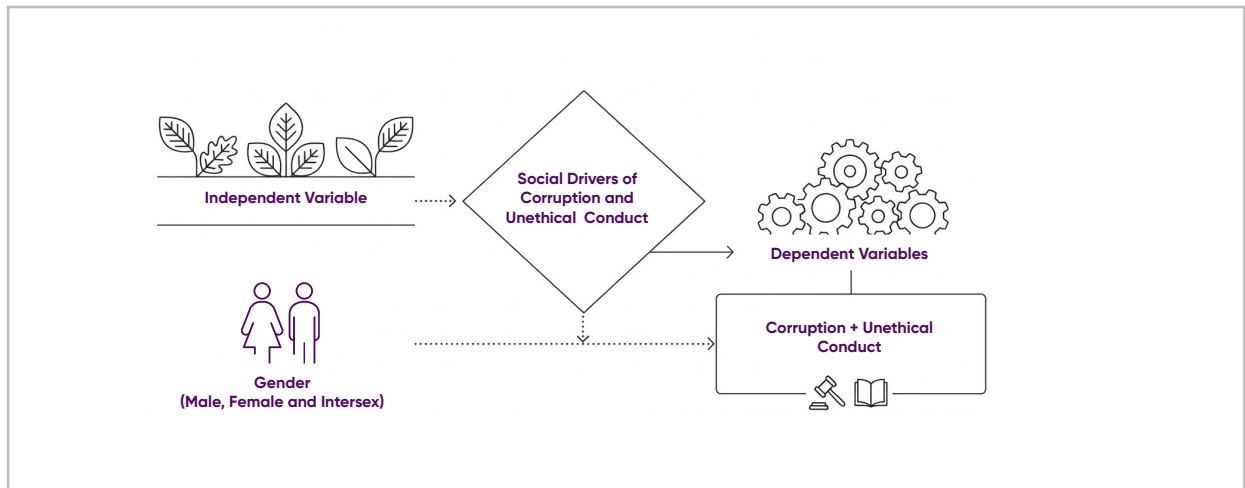 Independent Variable
Social Drivers of
Corruption and
Unethical Conduct
Dependent Variables
Gender
(Male, Female and Intersex)
Corruption + Unethical
Conduct